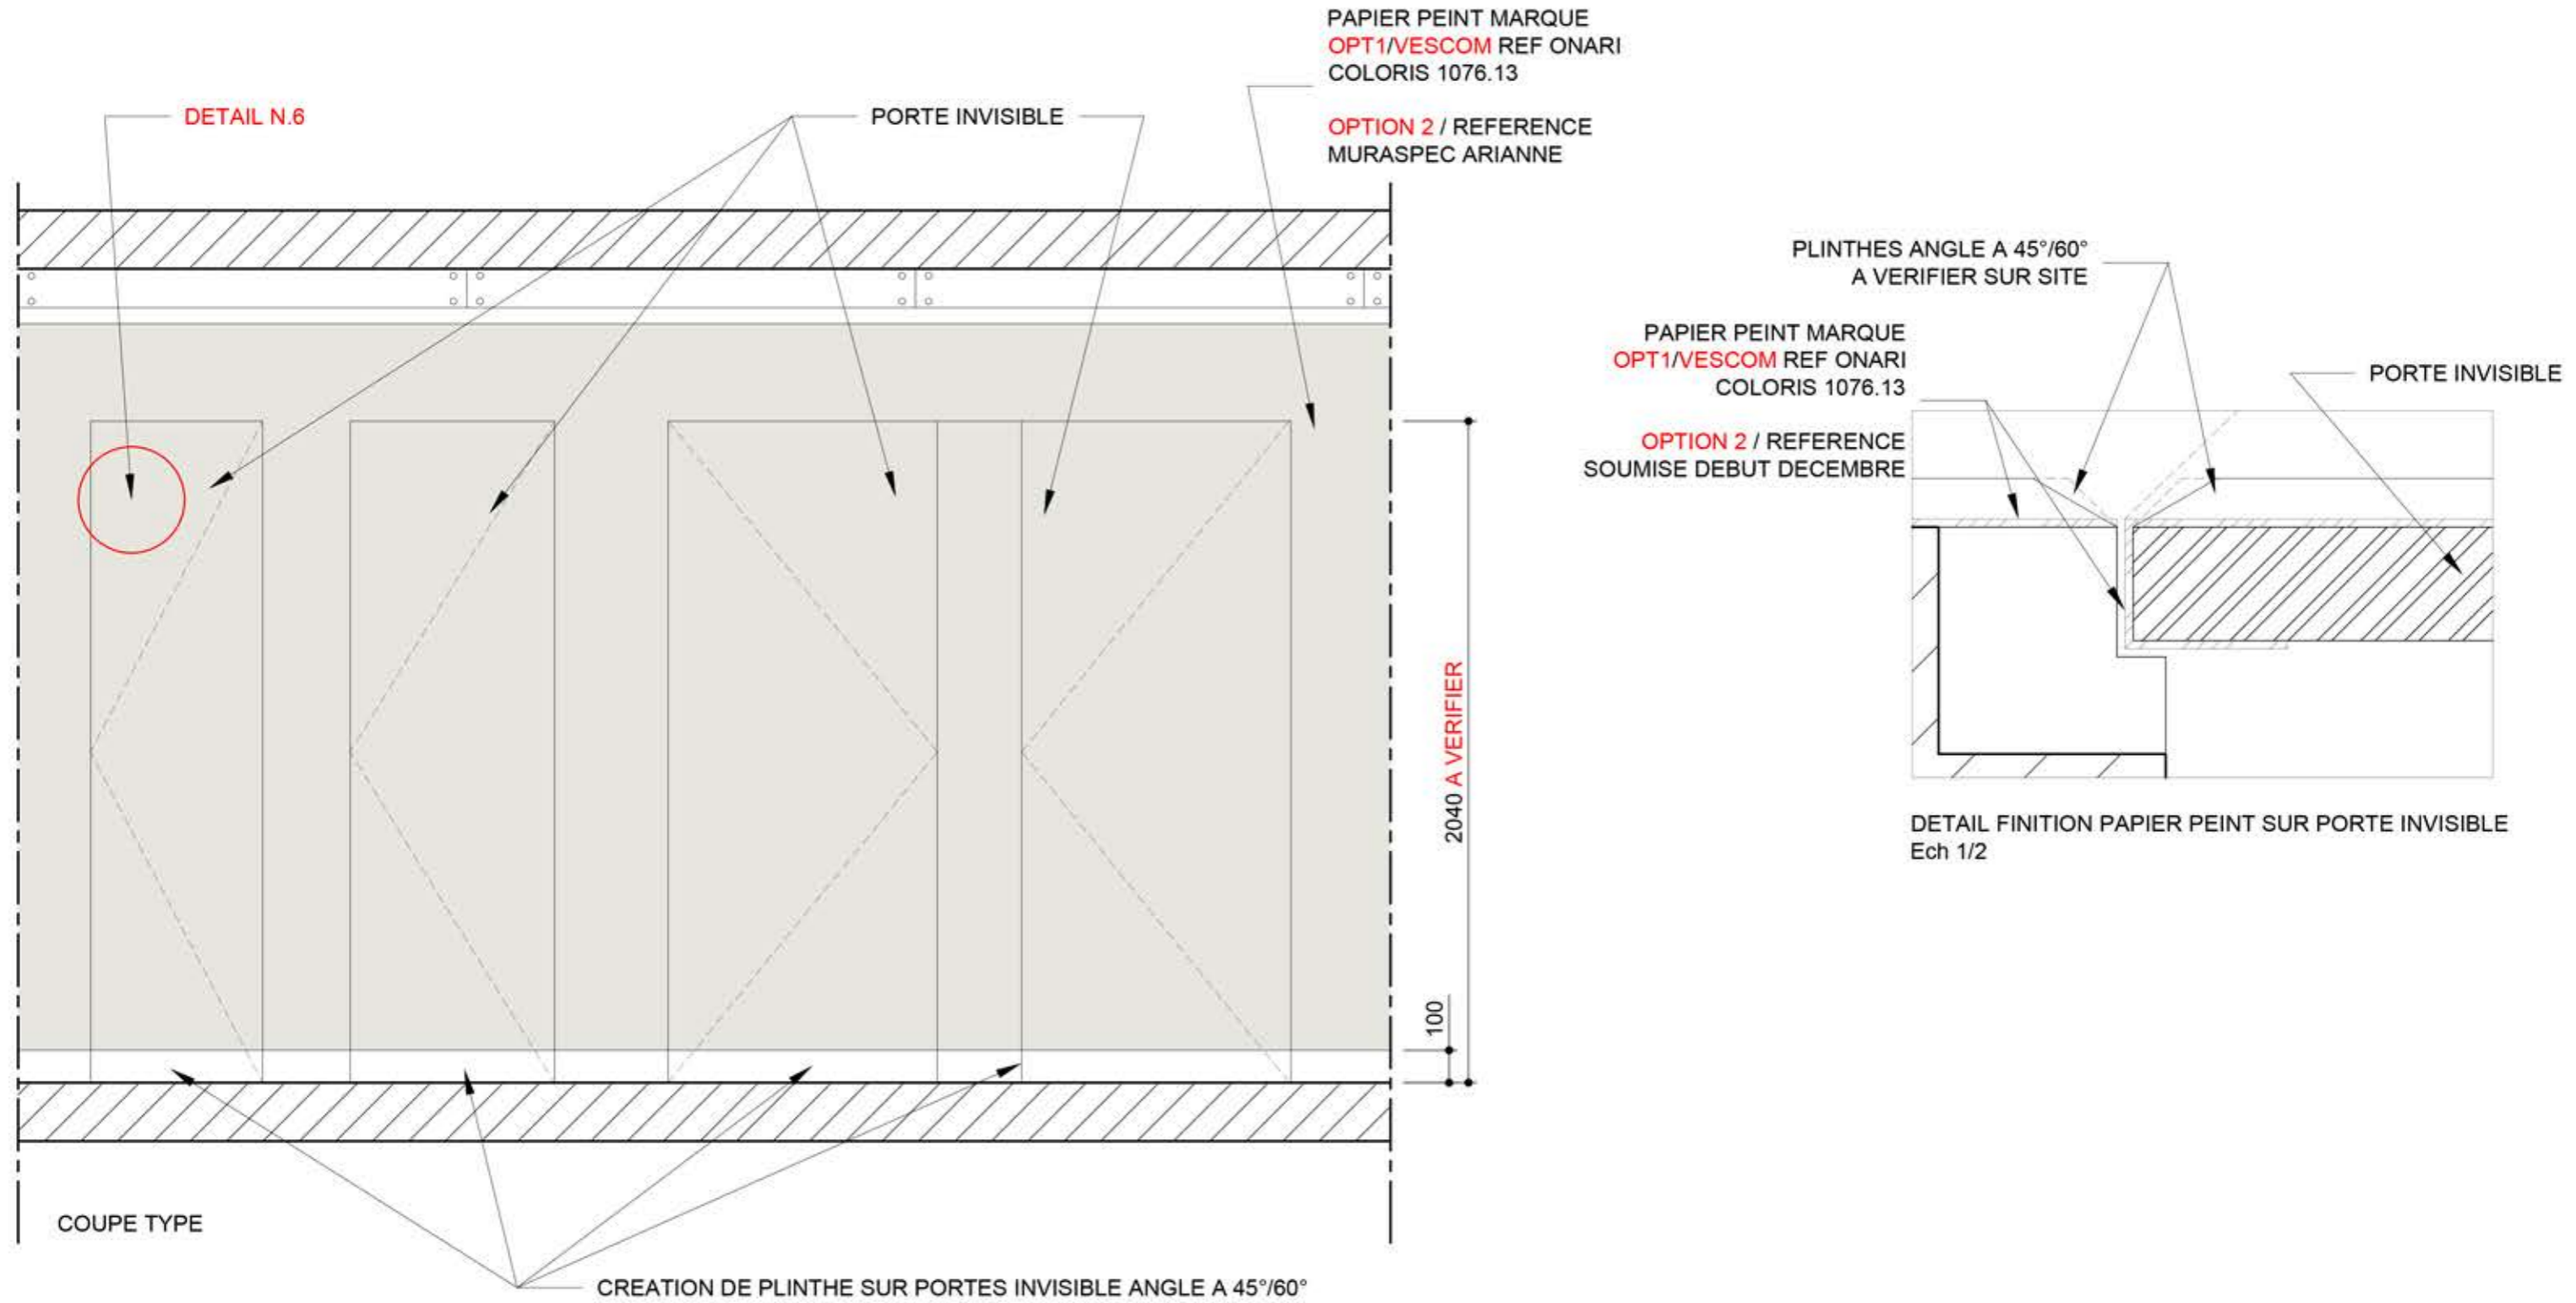 PAPIER PEINT MARQUE
OPT1/VESCOM REF ONARI
COLORIS 1076.13
OPTION 2 / REFERENCE
MURASPEC ARIANNE
DETAIL N.6
PORTE INVISIBLE
PLINTHES ANGLE A 45°/60°
A VERIFIER SUR SITE
PAPIER PEINT MARQUE
OPT1/VESCOM REF ONARI
COLORIS 1076.13
OPTION 2 / REFERENCE
SOUMISE DEBUT DECEMBRE
PORTE INVISIBLE
2040 A VERIFIER
100
DETAIL FINITION PAPIER PEINT SUR PORTE INVISIBLE
Ech 1/2
COUPE TYPE
CREATION DE PLINTHE SUR PORTES INVISIBLE ANGLE A 45°/60°